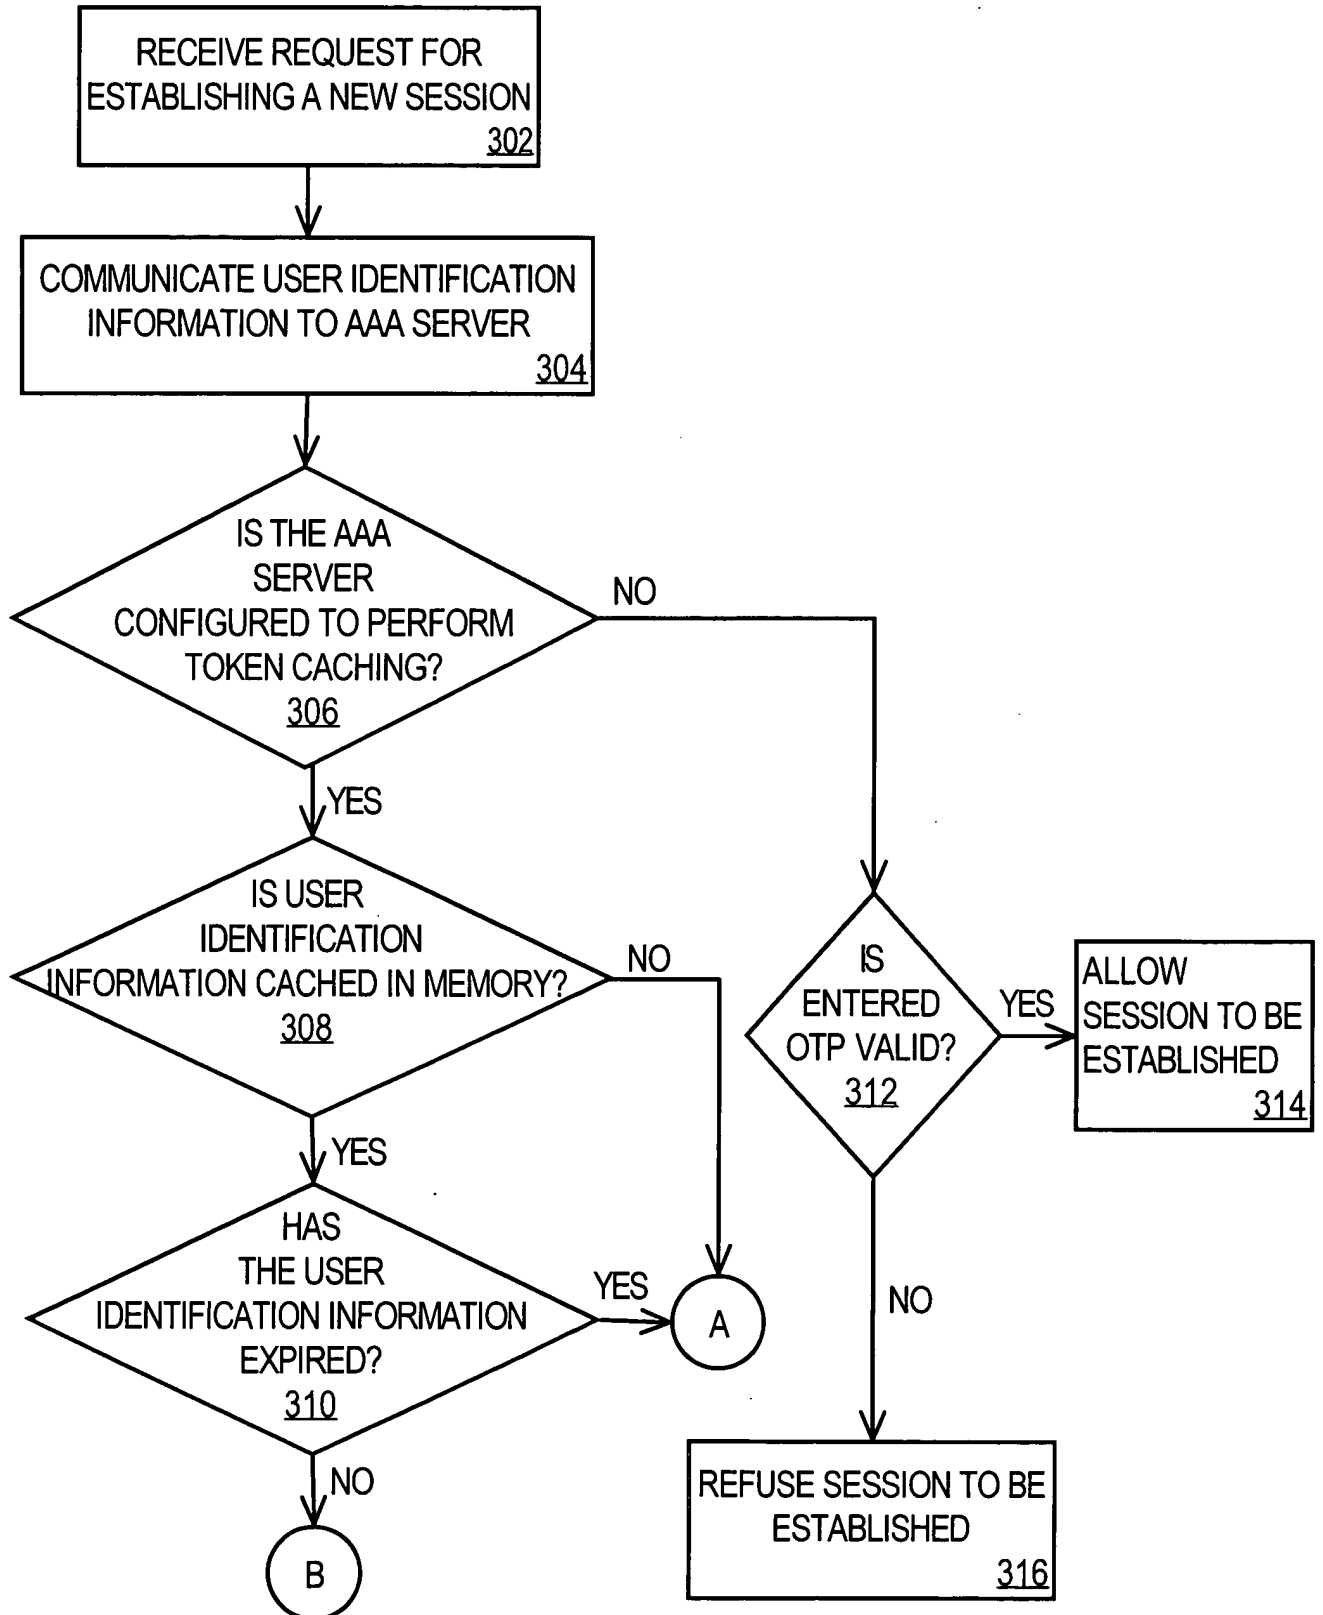 RECEIVE REQUEST FOR
ESTABLISHING A NEW SESSION
302
COMMUNICATE USER IDENTIFICATION
INFORMATION TO AAA SERVER
304
IS THE AAA
SERVER
CONFIGURED TO PERFORM
TOKEN CACHING?
306
NO
YES
IS USER
IDENTIFICATION
INFORMATION CACHED IN MEMORY?
308
NO
YES
HAS
THE USER
IDENTIFICATION INFORMATION
EXPIRED?
310
YES
A
NO
B
IS
ENTERED
OTP VALID?
312
YES
ALLOW
SESSION TO BE
ESTABLISHED
314
NO
REFUSE SESSION TO BE
ESTABLISHED
316